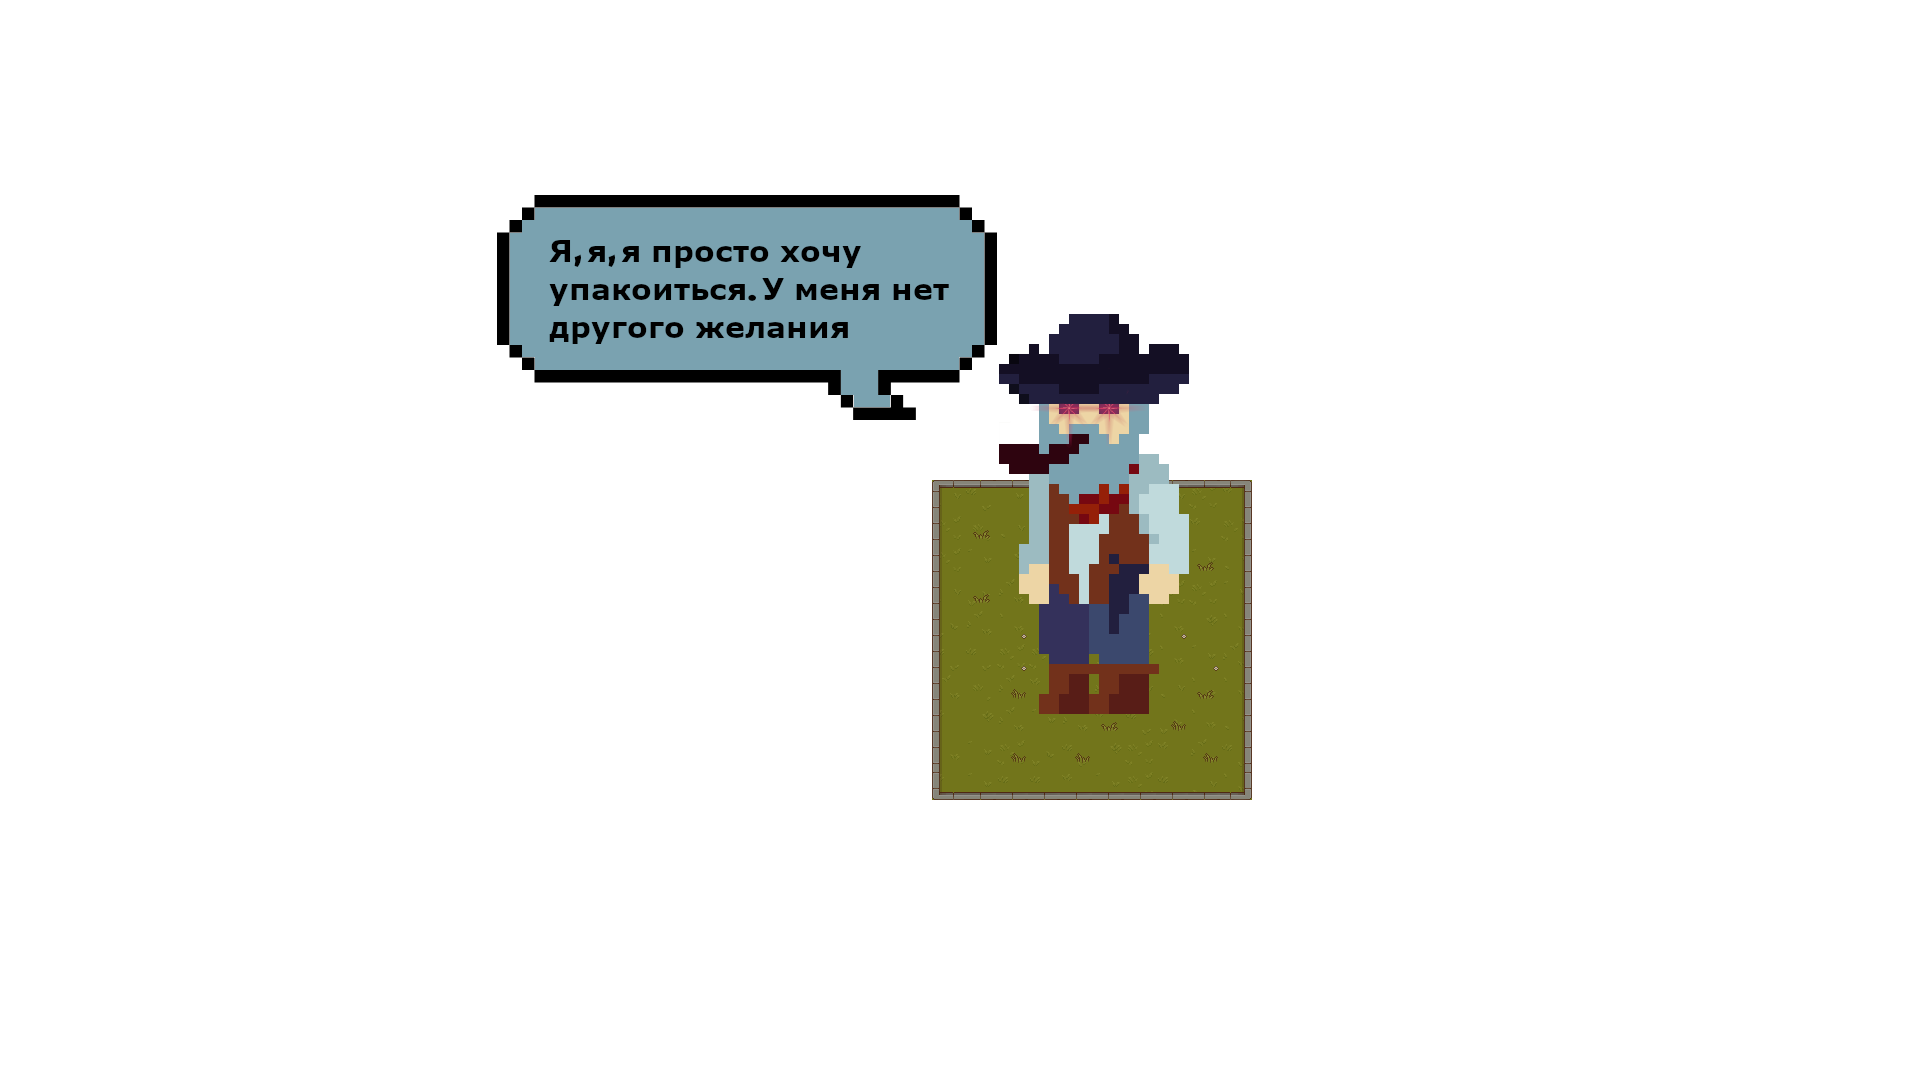 Я,я,я просто хочу
упакоиться. У меня нет
другого желания